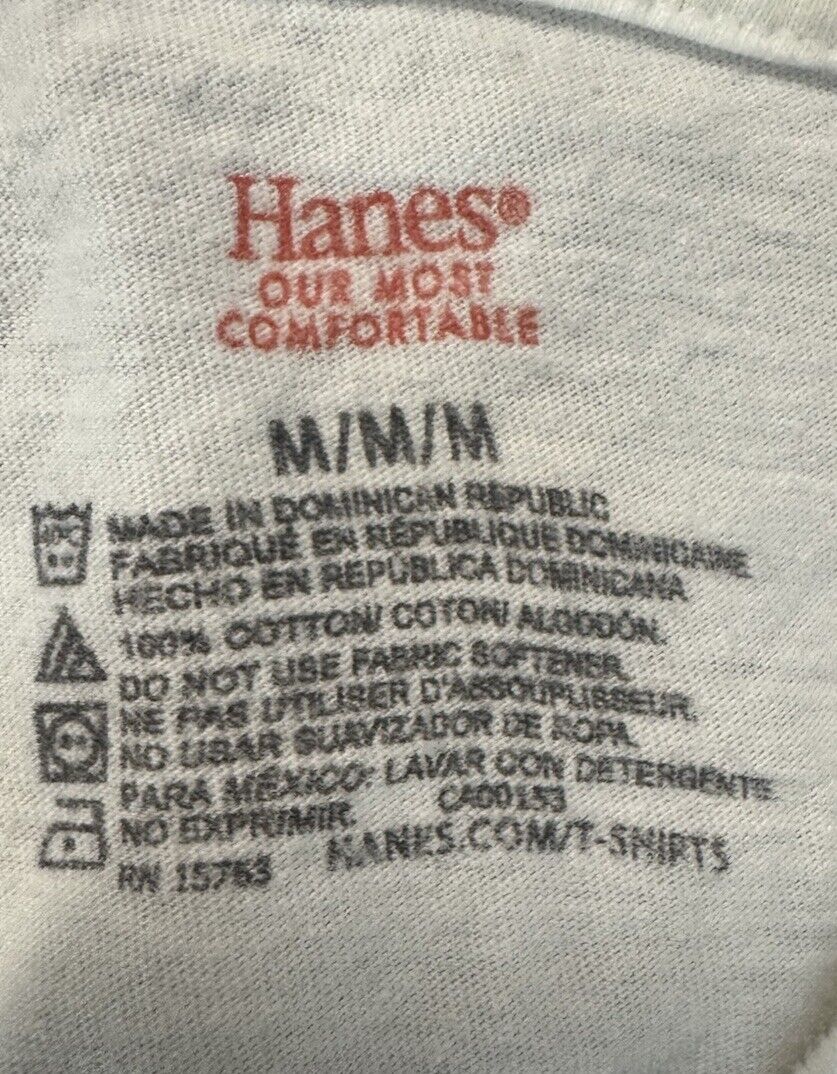 Hanes®
OUR MOST
COMFORTABLE
M/M/M
MADE IN DOMINICAN REPUBLIC
FABRIQUÉ EN RÉPUBLIQUE DOMINICAINE
HECHO EN REPÚBLICA DOMINICANA
100% COTTON/ COTON/ ALGODÓN.
DO NOT USE FABRIC SOFTENER.
NE PAS UTILISER D'ASSOUPLISSEUR.
NO USAR SUAVIZADOR DE ROPA.
PARA MÉXICO: LAVAR CON DETERGENTE
NO EXPRIMIR. CA00153
RN 15763 HANES.COM/T-SHIRTS